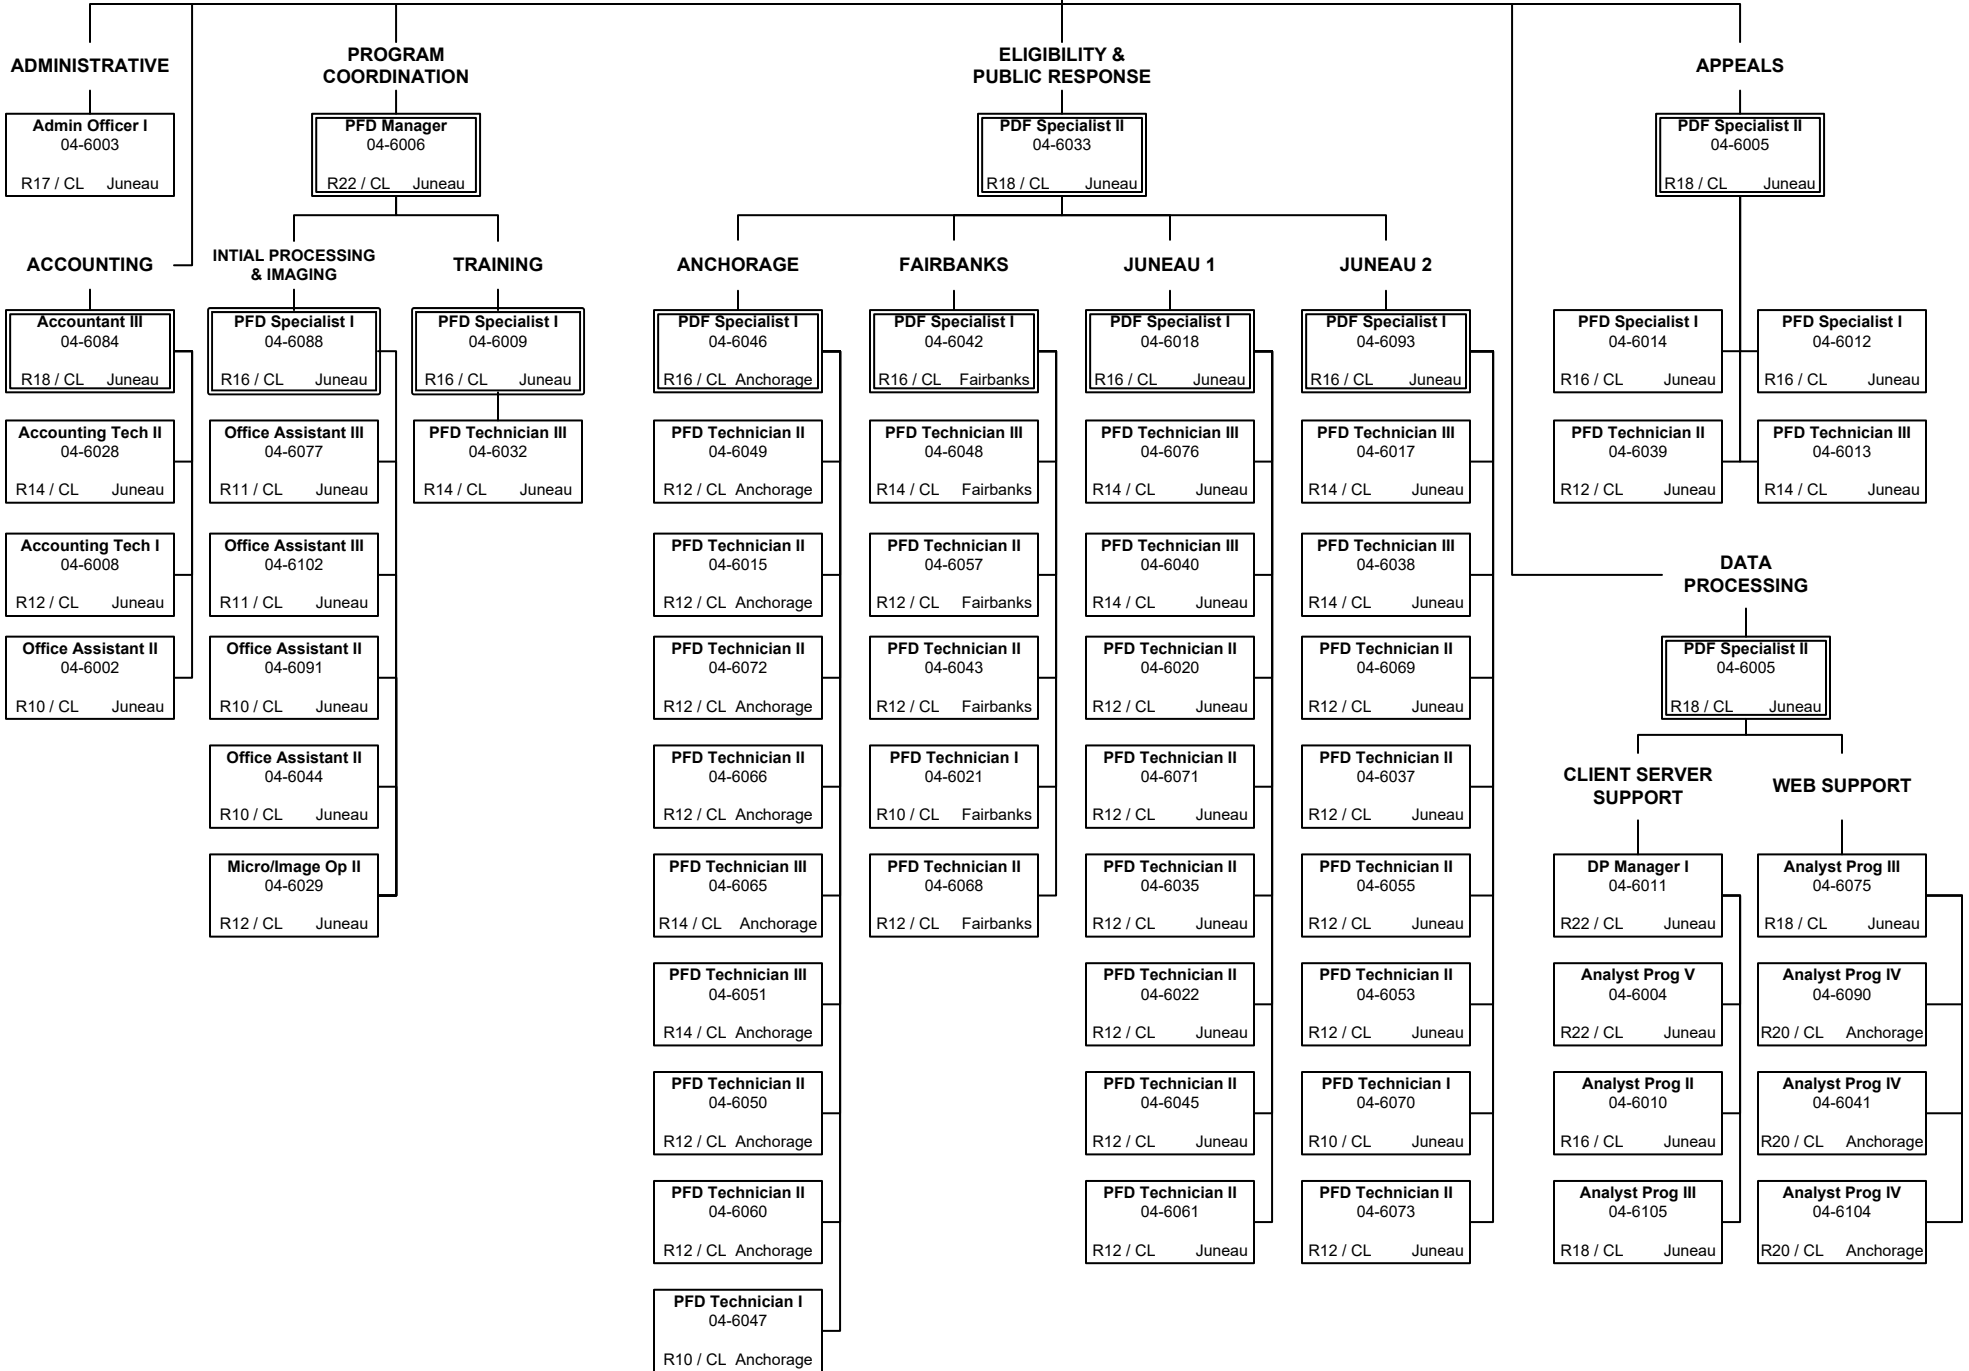 ADMINISTRATIVE
Admin Officer I
04-6003
R17 / CL Juneau
ACCOUNTING
Accountant III
04-6084
R18 / CL Juneau
Accounting Tech II
04-6028
R14 / CL Juneau
Accounting Tech I
04-6008
R12 / CL Juneau
Office Assistant II
04-6002
R10 / CL Juneau
PROGRAM
COORDINATION
PFD Manager
04-6006
R22 / CL Juneau
INTIAL PROCESSING
& IMAGING
PFD Specialist I
04-6088
R16 / CL Juneau
Office Assistant III
04-6077
R11 / CL Juneau
Office Assistant III
04-6102
R11 / CL Juneau
Office Assistant II
04-6091
R10 / CL Juneau
Office Assistant II
04-6044
R10 / CL Juneau
Micro/Image Op II
04-6029
R12 / CL Juneau
TRAINING
PFD Specialist I
04-6009
R16 / CL Juneau
PFD Technician III
04-6032
R14 / CL Juneau
ELIGIBILITY &
PUBLIC RESPONSE
PDF Specialist II
04-6033
R18 / CL Juneau
ANCHORAGE
PDF Specialist I
04-6046
R16 / CL Anchorage
PFD Technician II
04-6049
R12 / CL Anchorage
PFD Technician II
04-6015
R12 / CL Anchorage
PFD Technician II
04-6072
R12 / CL Anchorage
PFD Technician II
04-6066
R12 / CL Anchorage
PFD Technician III
04-6065
R14 / CL Anchorage
PFD Technician III
04-6051
R14 / CL Anchorage
PFD Technician II
04-6050
R12 / CL Anchorage
PFD Technician II
04-6060
R12 / CL Anchorage
PFD Technician I
04-6047
R10 / CL Anchorage
FAIRBANKS
PDF Specialist I
04-6042
R16 / CL Fairbanks
PFD Technician III
04-6048
R14 / CL Fairbanks
PFD Technician II
04-6057
R12 / CL Fairbanks
PFD Technician II
04-6043
R12 / CL Fairbanks
PFD Technician I
04-6021
R10 / CL Fairbanks
PFD Technician II
04-6068
R12 / CL Fairbanks
JUNEAU 1
PDF Specialist I
04-6018
R16 / CL Juneau
PFD Technician III
04-6076
R14 / CL Juneau
PFD Technician III
04-6040
R14 / CL Juneau
PFD Technician II
04-6020
R12 / CL Juneau
PFD Technician II
04-6071
R12 / CL Juneau
PFD Technician II
04-6035
R12 / CL Juneau
PFD Technician II
04-6022
R12 / CL Juneau
PFD Technician II
04-6045
R12 / CL Juneau
PFD Technician II
04-6061
R12 / CL Juneau
JUNEAU 2
PDF Specialist I
04-6093
R16 / CL Juneau
PFD Technician III
04-6017
R14 / CL Juneau
PFD Technician III
04-6038
R14 / CL Juneau
PFD Technician II
04-6069
R12 / CL Juneau
PFD Technician II
04-6037
R12 / CL Juneau
PFD Technician II
04-6055
R12 / CL Juneau
PFD Technician II
04-6053
R12 / CL Juneau
PFD Technician I
04-6070
R10 / CL Juneau
PFD Technician II
04-6073
R12 / CL Juneau
APPEALS
PDF Specialist II
04-6005
R18 / CL Juneau
PFD Specialist I
04-6014
R16 / CL Juneau
PFD Specialist I
04-6012
R16 / CL Juneau
PFD Technician II
04-6039
R12 / CL Juneau
PFD Technician III
04-6013
R14 / CL Juneau
DATA
PROCESSING
PDF Specialist II
04-6005
R18 / CL Juneau
CLIENT SERVER
SUPPORT
DP Manager I
04-6011
R22 / CL Juneau
Analyst Prog V
04-6004
R22 / CL Juneau
Analyst Prog II
04-6010
R16 / CL Juneau
Analyst Prog III
04-6105
R18 / CL Juneau
WEB SUPPORT
Analyst Prog III
04-6075
R18 / CL Juneau
Analyst Prog IV
04-6090
R20 / CL Anchorage
Analyst Prog IV
04-6041
R20 / CL Anchorage
Analyst Prog IV
04-6104
R20 / CL Anchorage